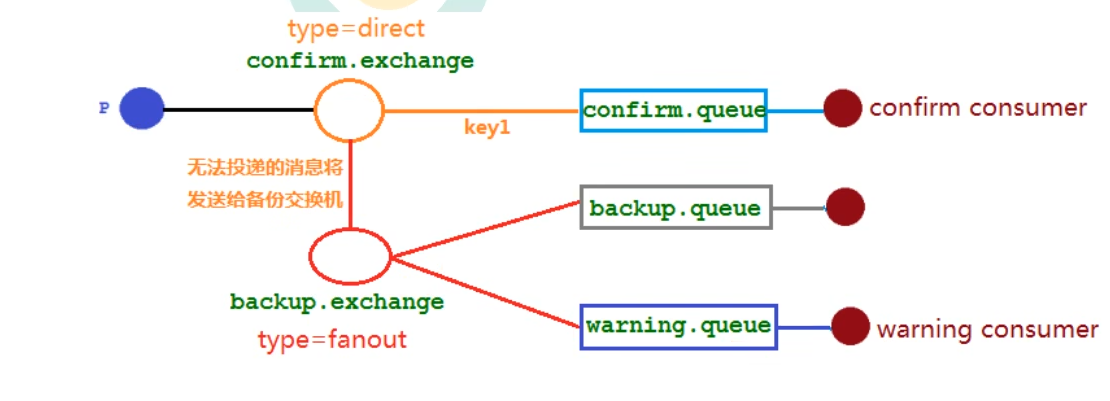 type=direct
confirm.exchange
P
key1
confirm.queue
confirm consumer
无法投递的消息将
发送给备份交换机
backup.queue
backup.exchange
type=fanout
warning.queue
warning consumer